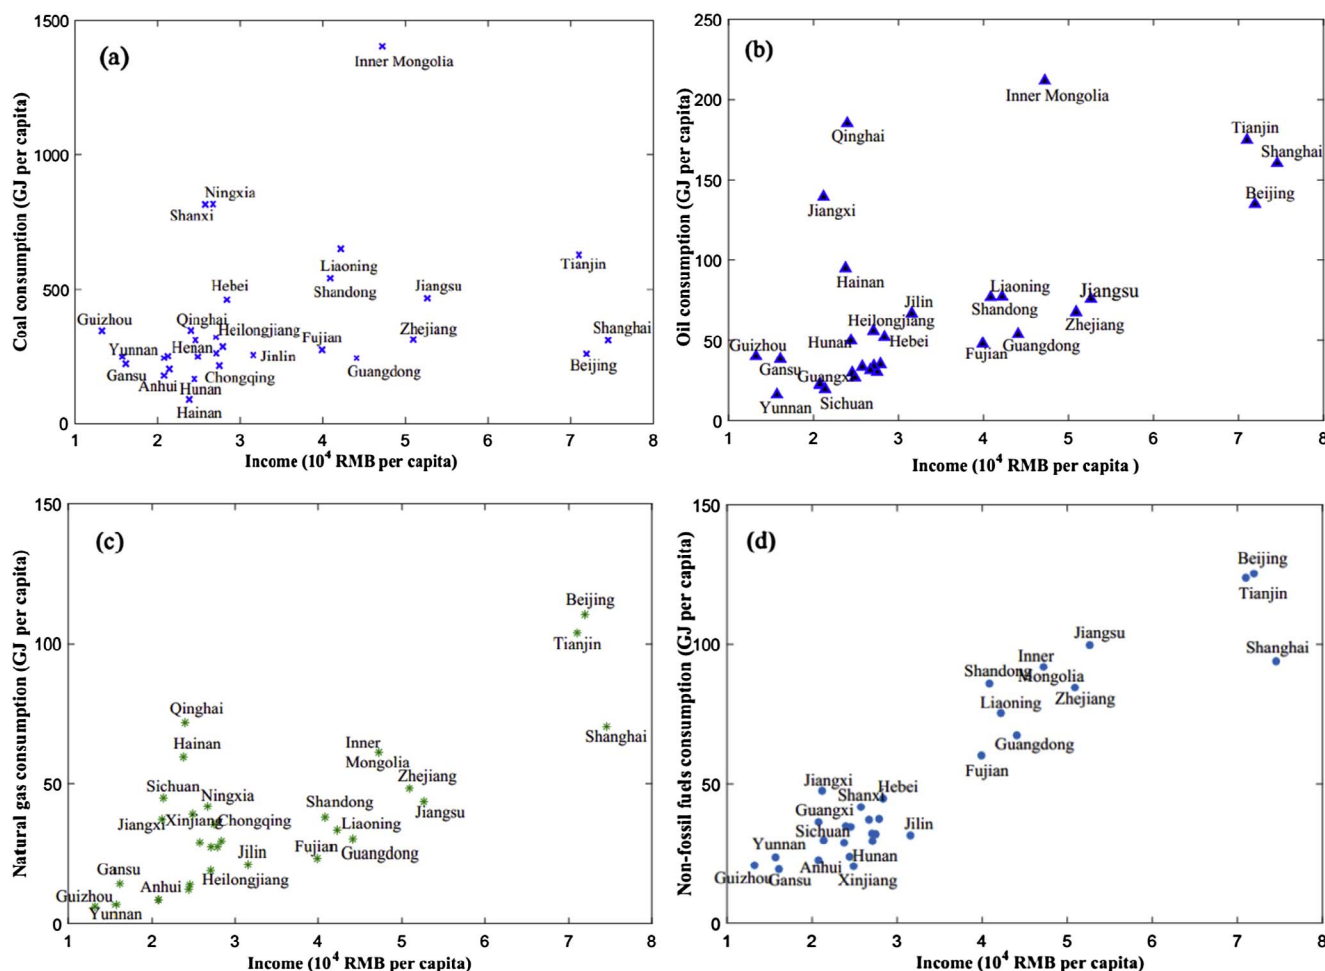 (a)
1500
1000
500
0
Coal consumption (GJ per capita)
Inner Mongolia
Ningxia
Shanxi
Liaoning
Shandong
Tianjin
Hebei
Jiangsu
Guizhou
Qinghai
Heilongjiang
Fujian
Zhejiang
Shanghai
Yunnan
Henan
Jinlin
Gansu
Anhui
Chongqing
Guangdong
Beijing
Hunan
Hainan
1 2 3 4 5 6 7 8
Income (10⁴ RMB per capita)
(b)
250
200
150
100
50
0
Oil consumption (GJ per capita)
Inner Mongolia
Qinghai
Tianjin
Shanghai
Jiangxi
Beijing
Hainan
Jilin
Liaoning
Jiangsu
Shandong
Heilongjiang
Zhejiang
Hunan
Hebei
Guizhou
Fujian
Guangdong
Gansu
Guangxi
Yunnan
Sichuan
1 2 3 4 5 6 7 8
Income (10⁴ RMB per capita )
(c)
150
100
50
0
Natural gas consumption (GJ per capita)
Beijing
Tianjin
Qinghai
Hainan
Inner
Mongolia
Shanghai
Sichuan
Ningxia
Zhejiang
Shandong
Jiangsu
Jiangxi
Xinjiang
Chongqing
Liaoning
Fujian
Guangdong
Jilin
Gansu
Heilongjiang
Guizhou
Anhui
Yunnan
1 2 3 4 5 6 7 8
Income (10⁴ RMB per capita)
(d)
150
100
50
0
Non-fossil fuels consumption (GJ per capita)
Beijing
Tianjin
Jiangsu
Shanghai
Inner
Mongolia
Shandong
Zhejiang
Liaoning
Guangdong
Fujian
Jiangxi
Shanxi
Hebei
Guangxi
Jilin
Sichuan
Yunnan
Hunan
Guizhou
Gansu
Anhui
Xinjiang
1 2 3 4 5 6 7 8
Income (10⁴ RMB per capita)